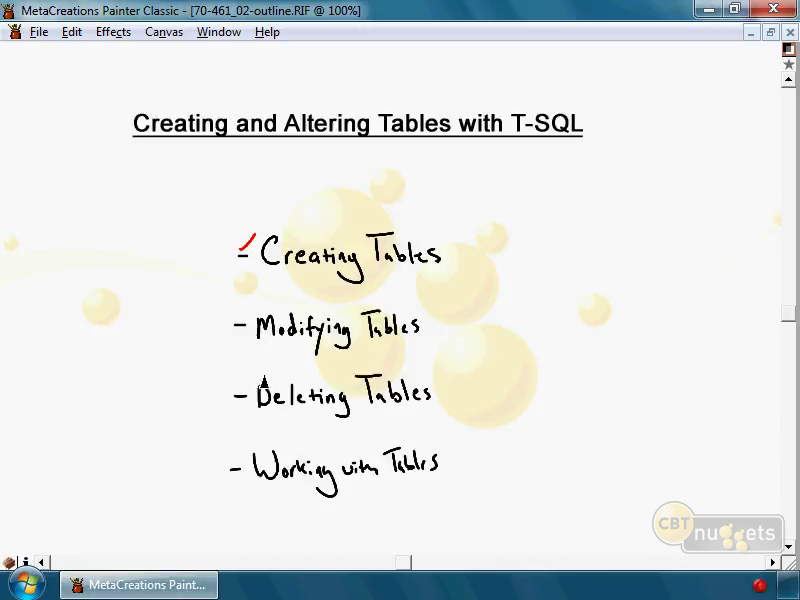 MetaCreations Painter Classic - [70-461_02-outline.RIF @ 100%]
File Edit Effects Canvas Window Help
Creating and Altering Tables with T-SQL
- Creating Tables
- Modifying Tables
- Deleting Tables
- Working with Tables
CBT nuggets
MetaCreations Paint...